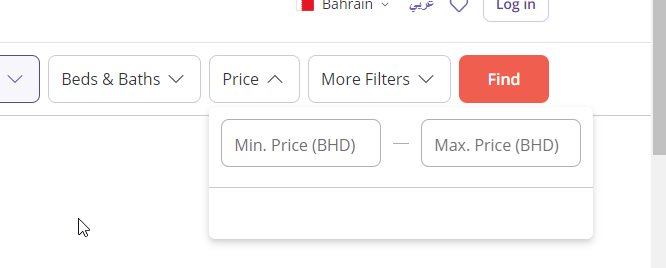 Bahrain عربي Log in
Beds & Baths Price More Filters Find
Min. Price (BHD) — Max. Price (BHD)